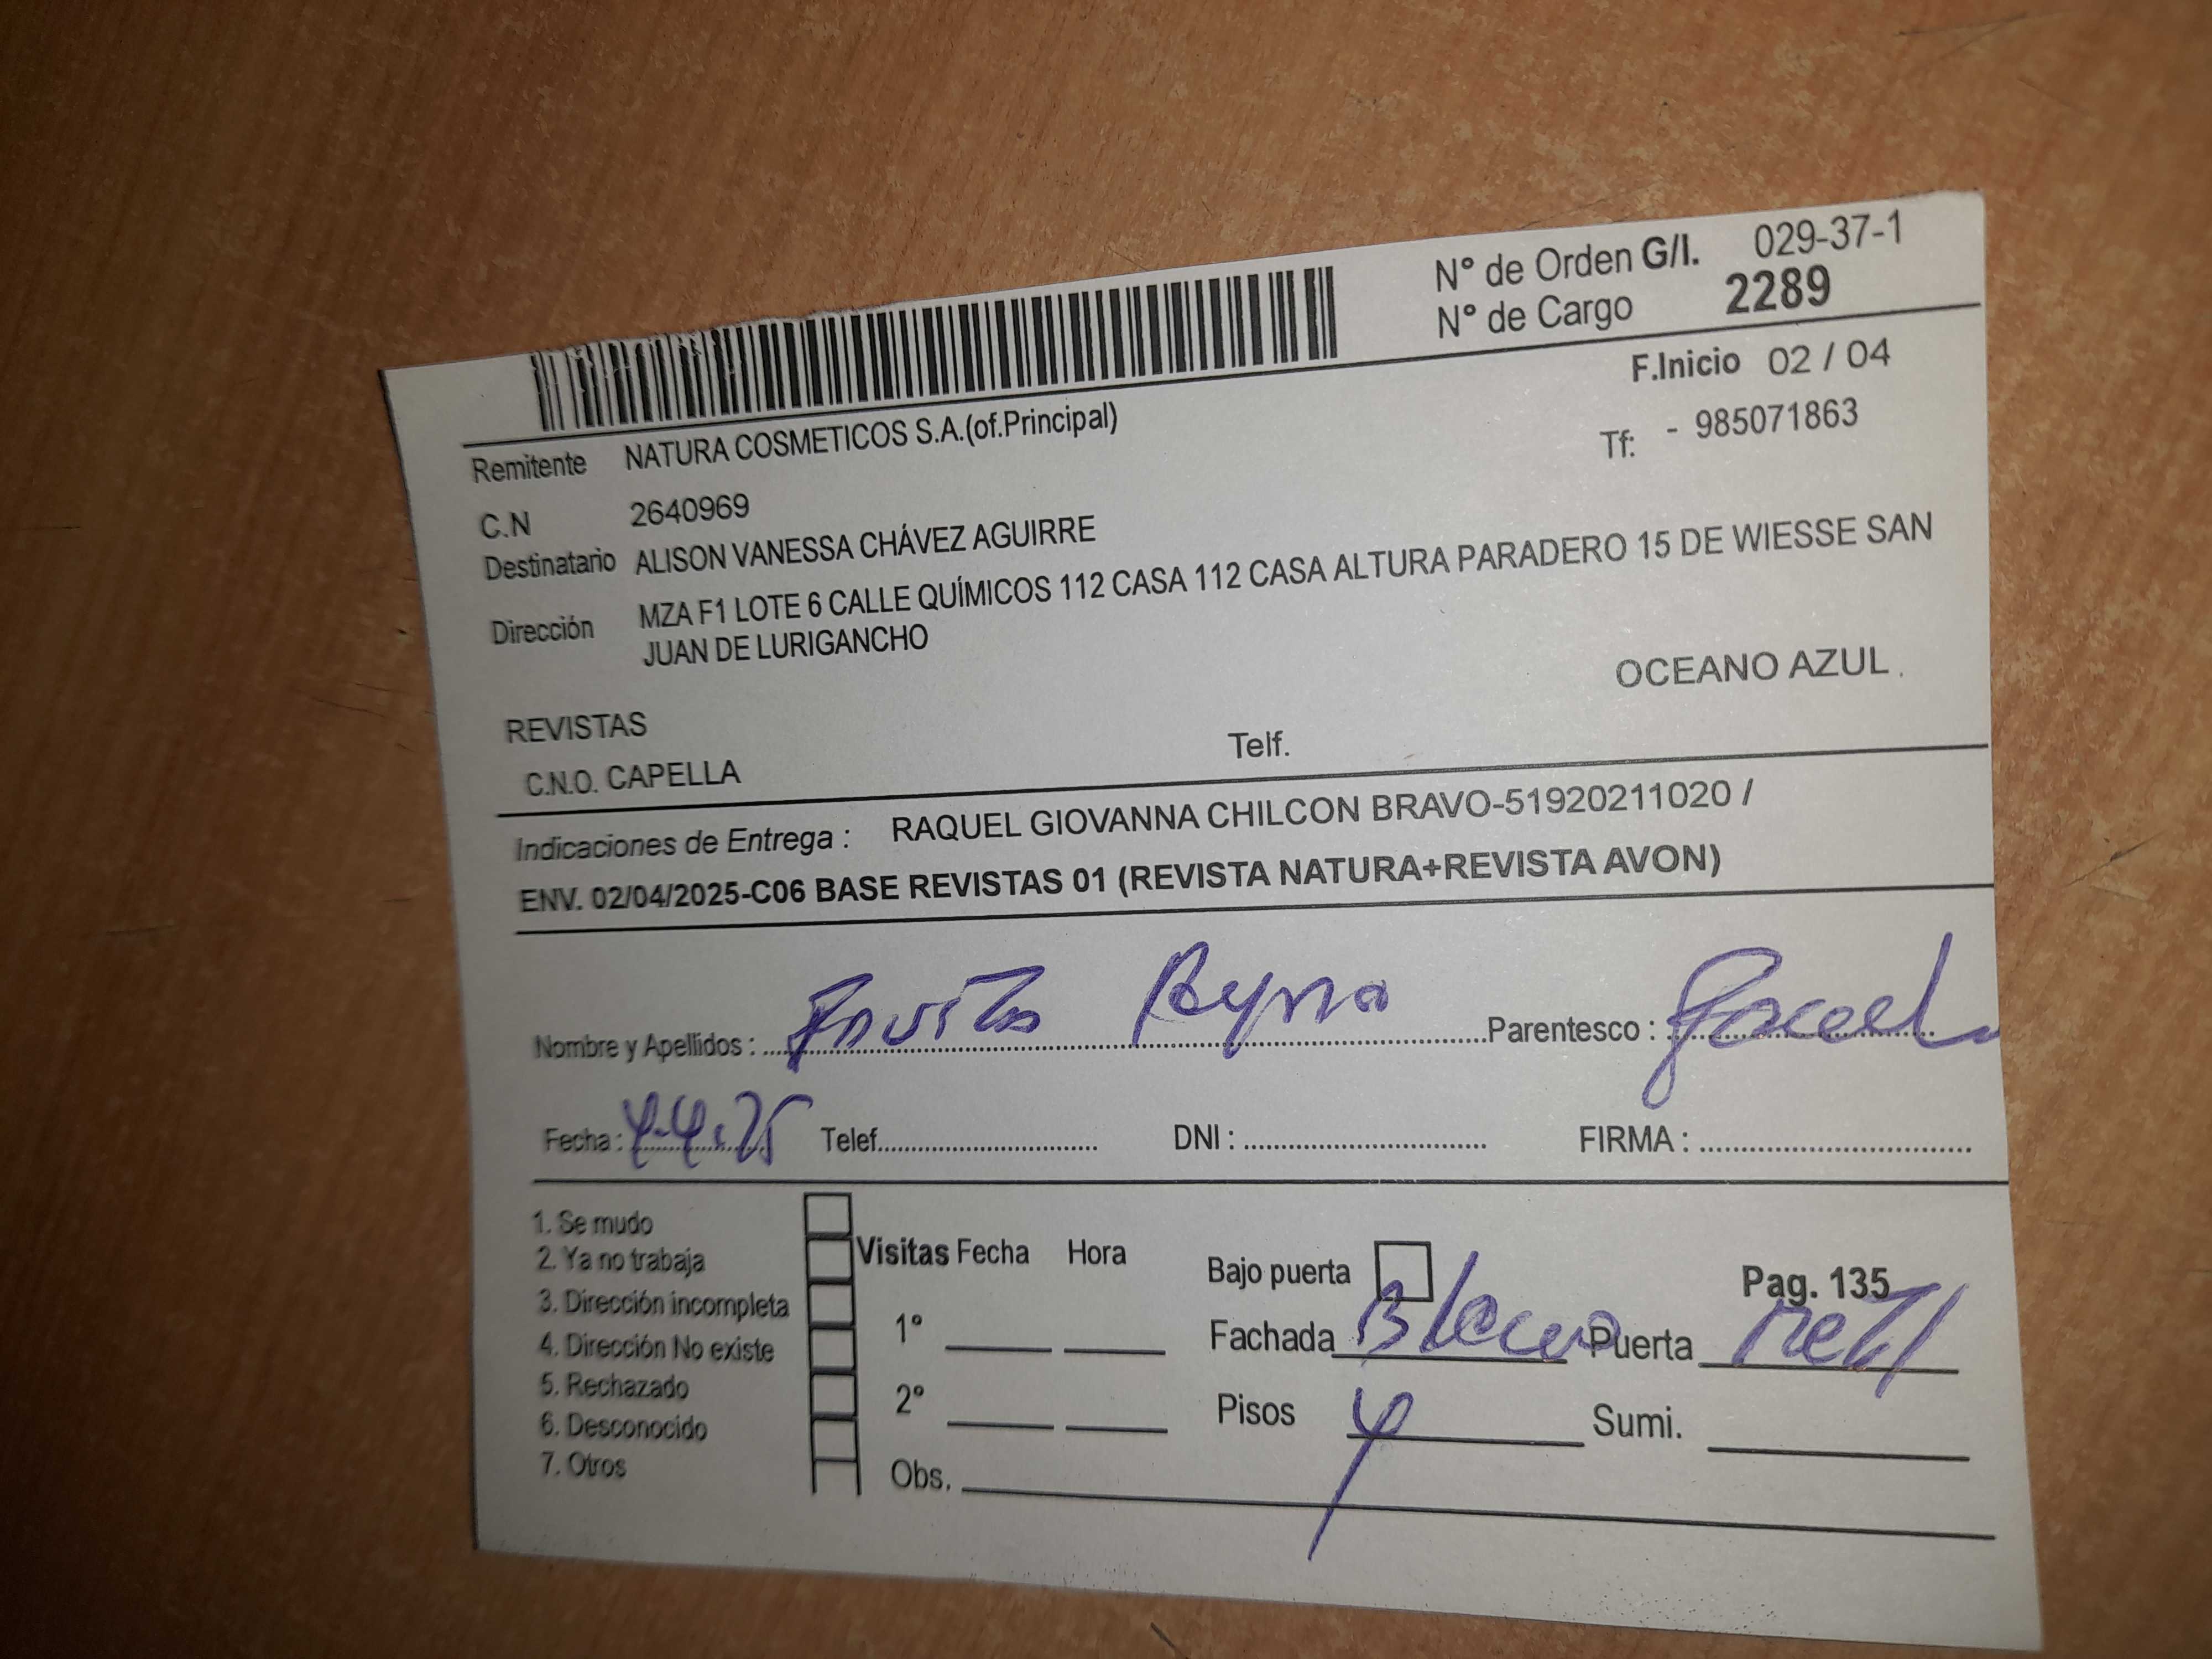 N° de Orden G/I. 029-37-1
N° de Cargo 2289
F.Inicio 02 / 04
Remitente NATURA COSMETICOS S.A.(of.Principal) Tf: - 985071863
C.N 2640969
Destinatario ALISON VANESSA CHÁVEZ AGUIRRE
Dirección MZA F1 LOTE 6 CALLE QUÍMICOS 112 CASA 112 CASA ALTURA PARADERO 15 DE WIESSE SAN
JUAN DE LURIGANCHO
OCEANO AZUL .
REVISTAS
C.N.O. CAPELLA Telf.
Indicaciones de Entrega : RAQUEL GIOVANNA CHILCON BRAVO-51920211020 /
ENV. 02/04/2025-C06 BASE REVISTAS 01 (REVISTA NATURA+REVISTA AVON)
Nombre y Apellidos : Reyna Parentesco :
Fecha : 4-4-25 Telef. DNI : FIRMA :
1. Se mudo
2. Ya no trabaja
3. Dirección incompleta
4. Dirección No existe
5. Rechazado
6. Desconocido
7. Otros
Visitas Fecha Hora
1°
2°
Obs.
Bajo puerta Pag. 135
Fachada Blanco Puerta Metl
Pisos 4 Sumi.